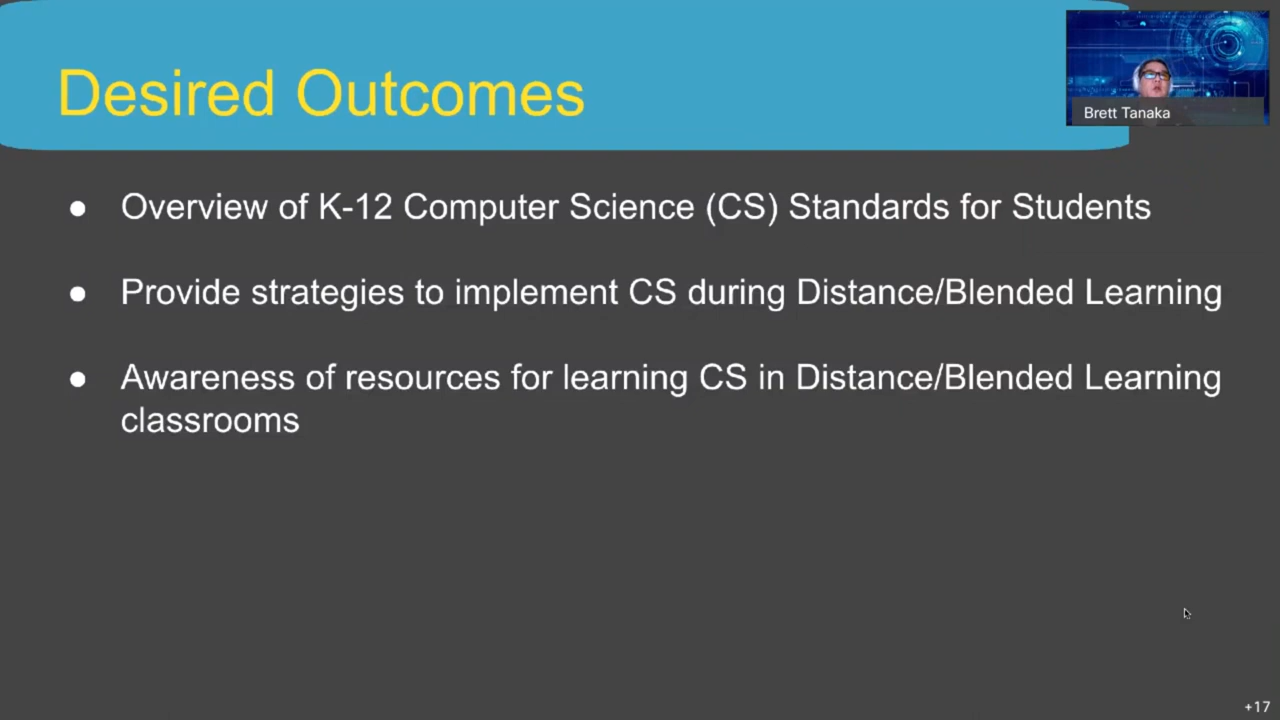 Desired Outcomes
Brett Tanaka
● Overview of K-12 Computer Science (CS) Standards for Students
● Provide strategies to implement CS during Distance/Blended Learning
● Awareness of resources for learning CS in Distance/Blended Learning
classrooms
+17